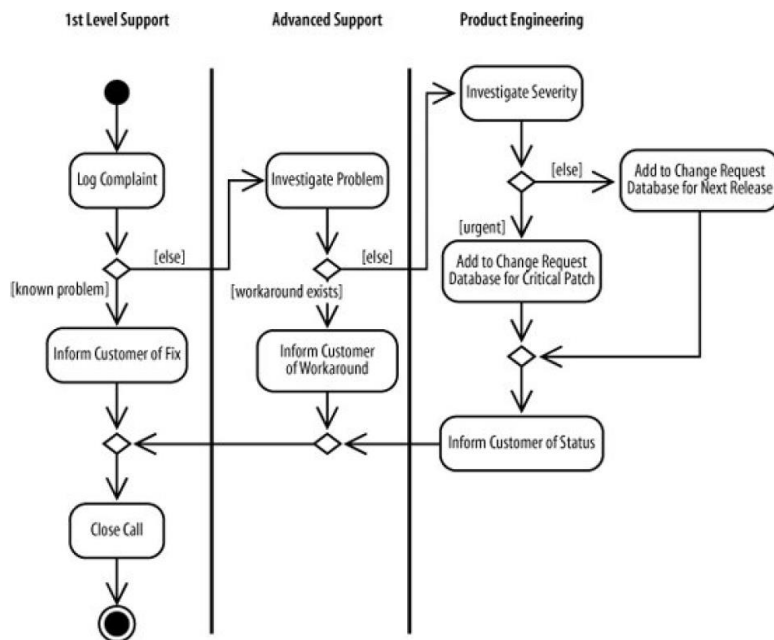 1st Level Support
Advanced Support
Product Engineering
Investigate Severity
Log Complaint
Investigate Problem
[else]
Add to Change Request
Database for Next Release
[urgent]
[else]
[else]
Add to Change Request
Database for Critical Patch
[known problem]
[workaround exists]
Inform Customer of Fix
Inform Customer
of Workaround
Inform Customer of Status
Close Call